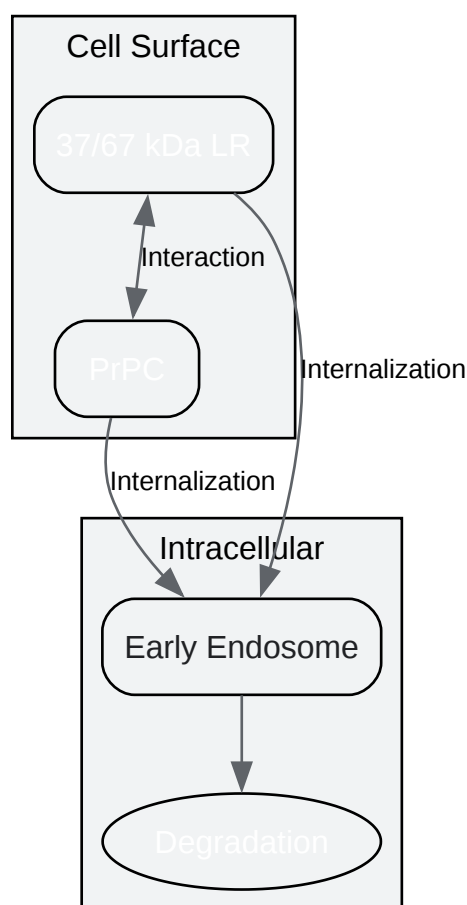 Cell Surface
37/67 kDa LR
Interaction
PrPC
Internalization
Internalization
Intracellular
Early Endosome
Degradation